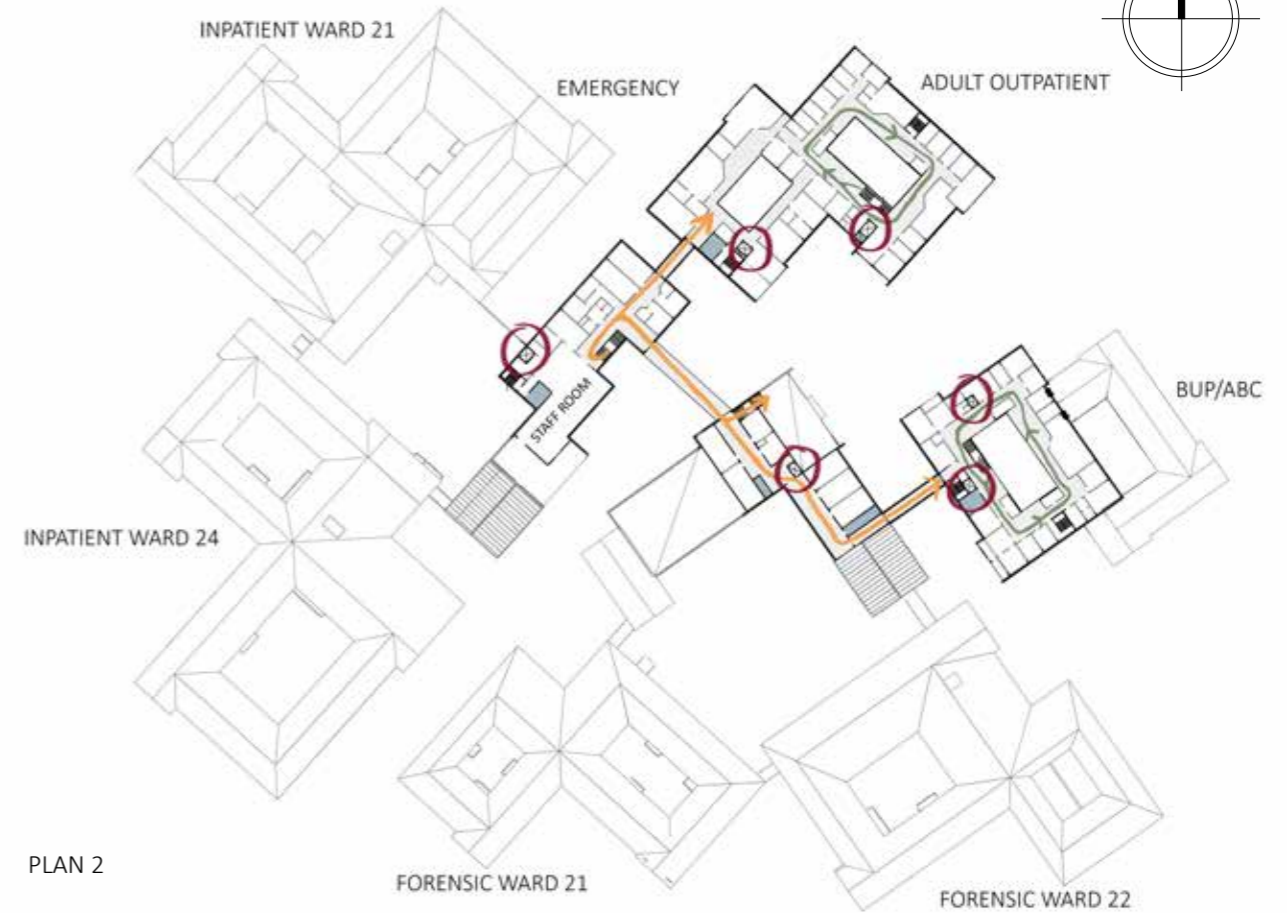 INPATIENT WARD 21
EMERGENCY
ADULT OUTPATIENT
STAFF ROOM
BUP/ABC
INPATIENT WARD 24
PLAN 2
FORENSIC WARD 21
FORENSIC WARD 22